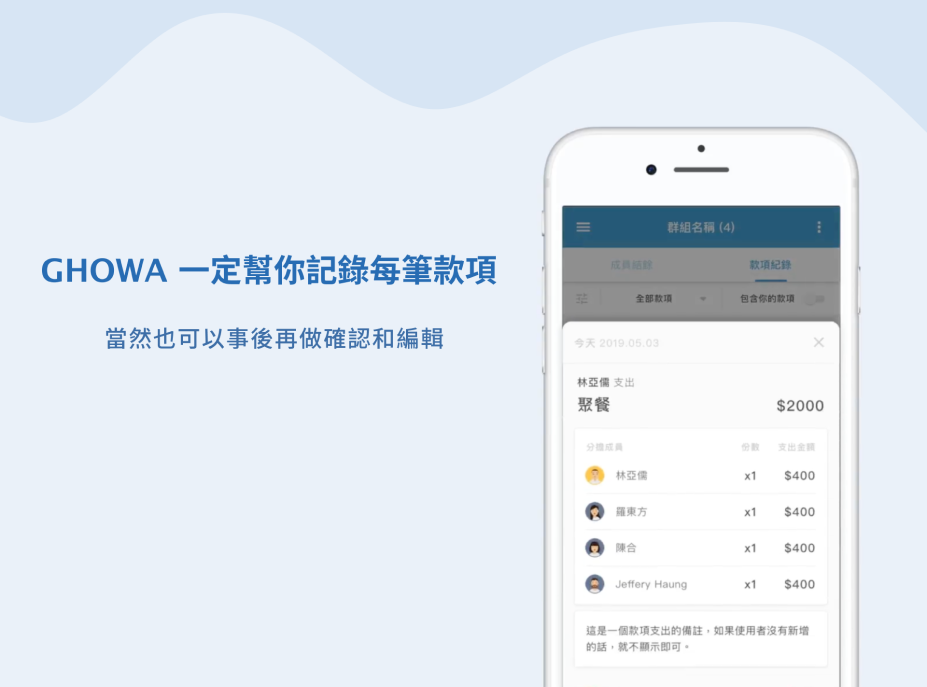 GHOWA 一定幫你記錄每筆款項
當然也可以事後再做確認和編輯
群組名稱 (4)
成員結餘
款項紀錄
全部款項
包含你的款項
今天 2019.05.03
林亞儒 支出
聚餐
$2000
分攤成員 份數 支出金額
林亞儒 x1 $400
羅東方 x1 $400
陳合 x1 $400
Jeffery Haung x1 $400
這是一個款項支出的備註，如果使用者沒有新增
的話，就不顯示即可。